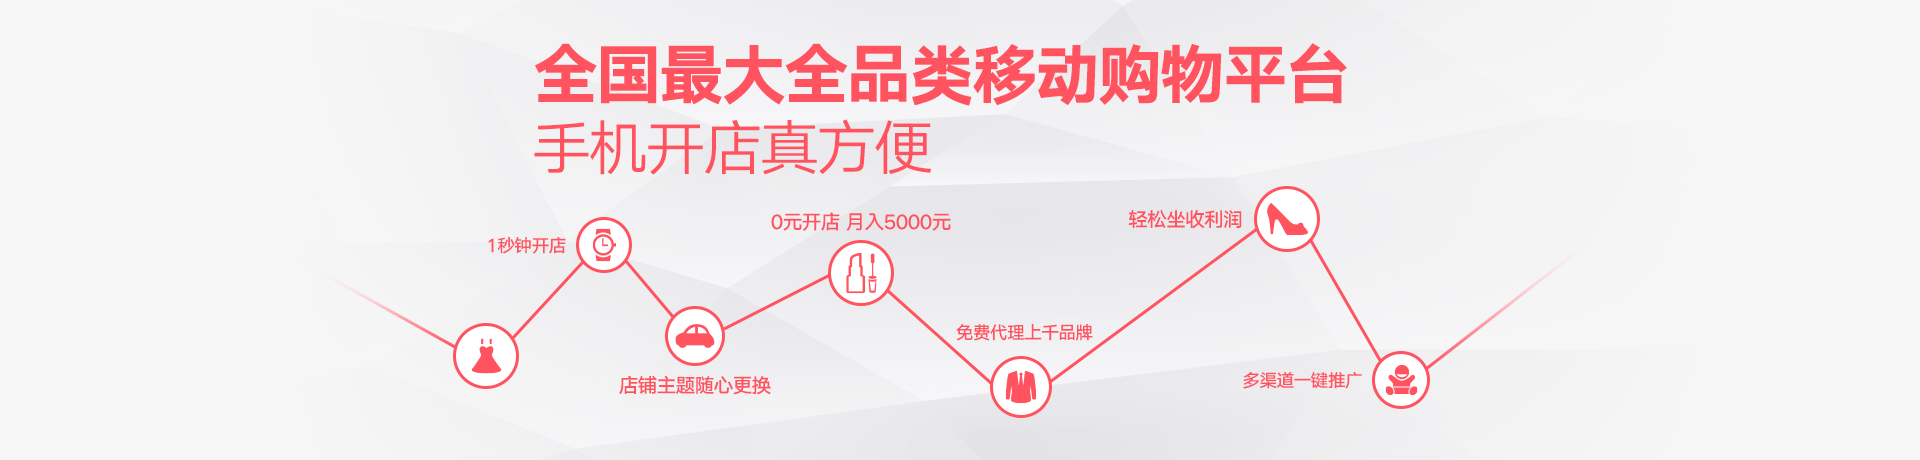 全国最大全品类移动购物平台
手机开店真方便
1秒钟开店
店铺主题随心更换
0元开店 月入5000元
免费代理上千品牌
轻松坐收利润
多渠道一键推广